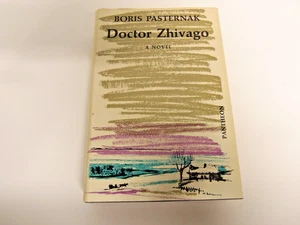 BORIS PASTERNAK
Doctor Zhivago
A NOVEL
PANTHEON